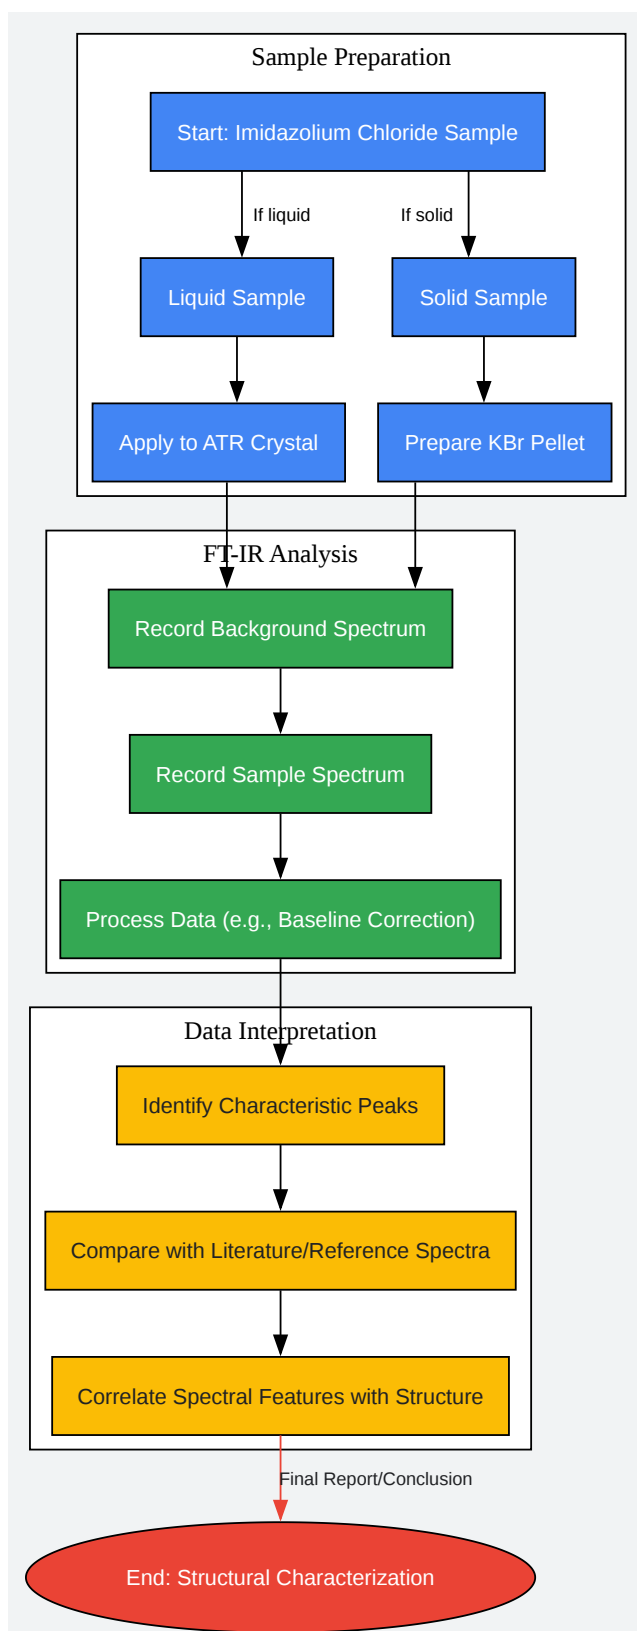 Sample Preparation
Start: Imidazolium Chloride Sample
If liquid
If solid
Liquid Sample
Solid Sample
Apply to ATR Crystal
Prepare KBr Pellet
FT-IR Analysis
Record Background Spectrum
Record Sample Spectrum
Process Data (e.g., Baseline Correction)
Data Interpretation
Identify Characteristic Peaks
Compare with Literature/Reference Spectra
Correlate Spectral Features with Structure
Final Report/Conclusion
End: Structural Characterization